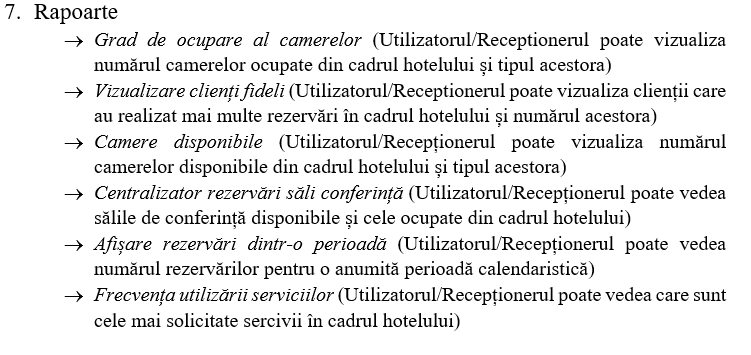 7. Rapoarte
→ Grad de ocupare al camerelor (Utilizatorul/Receptionerul poate vizualiza
numărul camerelor ocupate din cadrul hotelului și tipul acestora)
→ Vizualizare clienți fideli (Utilizatorul/Receptionerul poate vizualiza clienții care
au realizat mai multe rezervări în cadrul hotelului și numărul acestora)
→ Camere disponibile (Utilizatorul/Recepționerul poate vizualiza numărul
camerelor disponibile din cadrul hotelului și tipul acestora)
→ Centralizator rezervări săli conferință (Utilizatorul/Recepționerul poate vedea
sălile de conferință disponibile și cele ocupate din cadrul hotelului)
→ Afișare rezervări dintr-o perioadă (Utilizatorul/Recepționerul poate vedea
numărul rezervărilor pentru o anumită perioadă calendaristică)
→ Frecvența utilizării serviciilor (Utilizatorul/Recepționerul poate vedea care sunt
cele mai solicitate sercivii în cadrul hotelului)